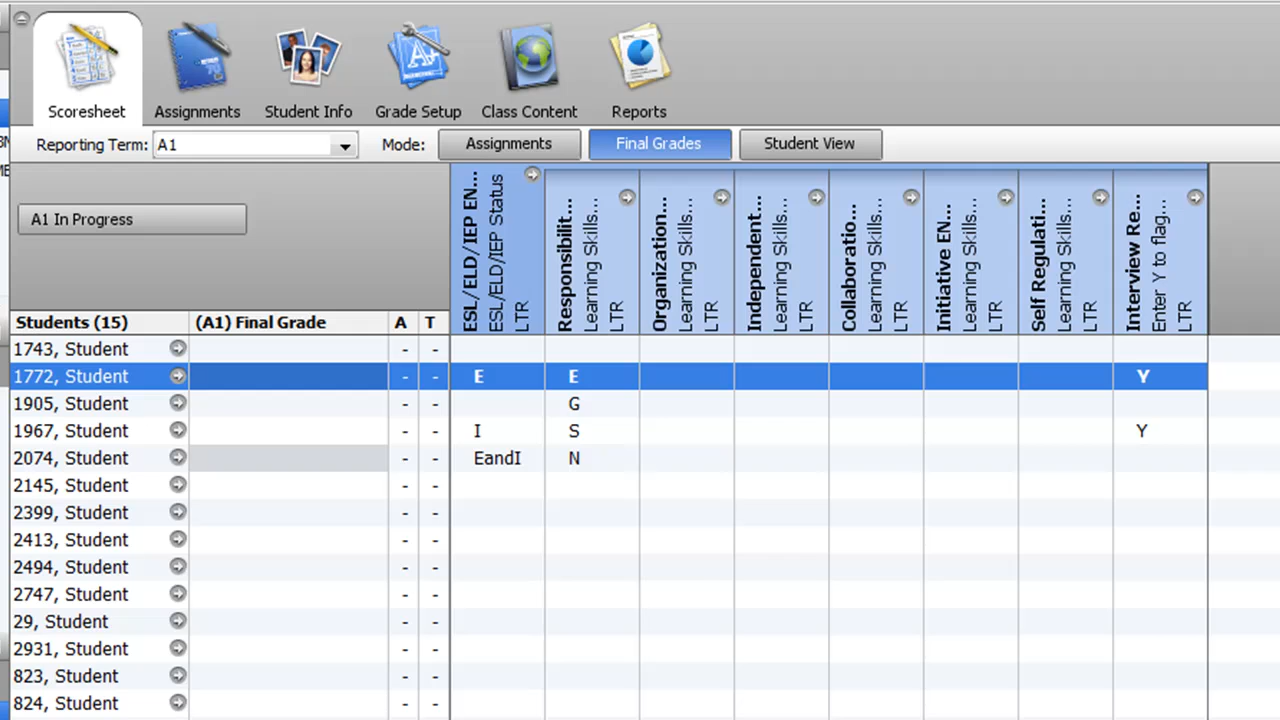 Scoresheet Assignments Student Info Grade Setup Class Content Reports
Reporting Term: A1 Mode: Assignments Final Grades Student View
A1 In Progress
ESL/ELD/IEP EN... ESL/ELD/IEP Status LTR
Responsibilit... Learning Skills... LTR
Organization... Learning Skills... LTR
Independent... Learning Skills... LTR
Collaboratio... Learning Skills... LTR
Initiative EN... Learning Skills... LTR
Self Regulati... Learning Skills... LTR
Interview Re... Enter Y to flag... LTR
Students (15) (A1) Final Grade A T
1743, Student - -
1772, Student - - E E Y
1905, Student - - G
1967, Student - - I S Y
2074, Student - - EandI N
2145, Student - -
2399, Student - -
2413, Student - -
2494, Student - -
2747, Student - -
29, Student - -
2931, Student - -
823, Student - -
824, Student - -